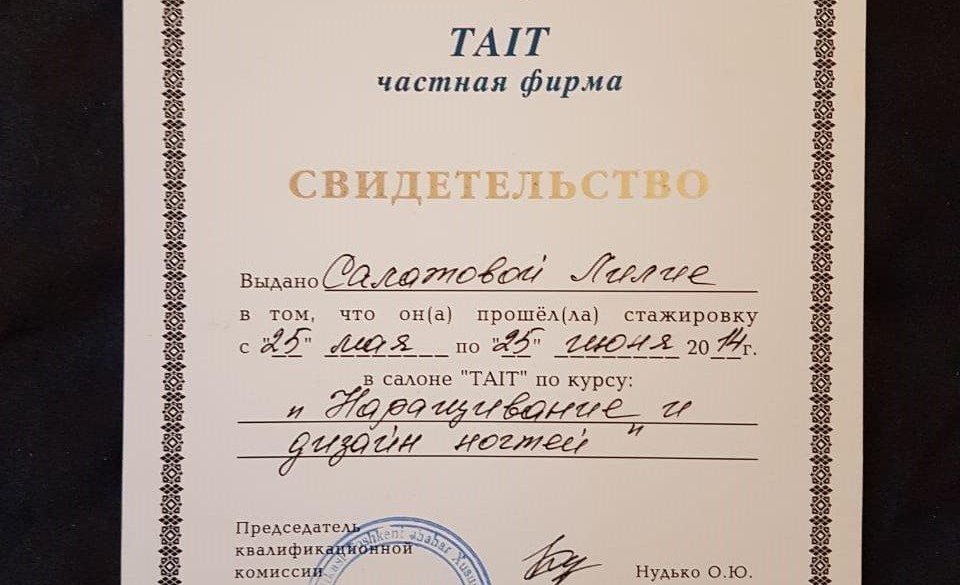 TAIT
частная фирма
СВИДЕТЕЛЬСТВО
Выдано Салатовой Лилие
в том, что он(а) прошёл(ла) стажировку
с "25" мая по "25" июня 2014г.
в салоне "TAIT" по курсу:
"Наращивание и
дизайн ногтей"
Председатель
квалификационной
комиссии Нудько О.Ю.